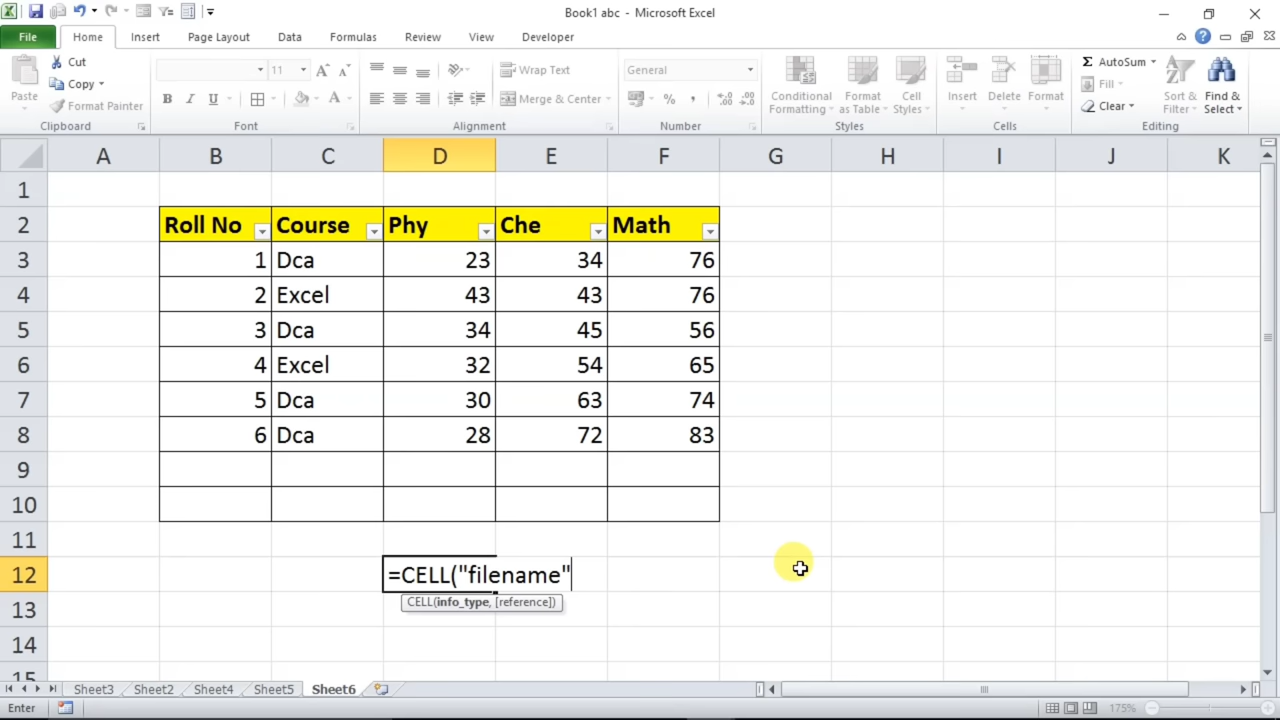 Book1 abc - Microsoft Excel
File Home Insert Page Layout Data Formulas Review View Developer
Paste
Cut
Copy
Format Painter
Clipboard
11
B I U
Font
Wrap Text
Merge & Center
Alignment
General
%
Number
Conditional Formatting
Format as Table
Cell Styles
Styles
Insert
Delete
Format
Cells
AutoSum
Fill
Clear
Sort & Filter
Find & Select
Editing
A B C D E F G H I J K
1
2 Roll No Course Phy Che Math
3 1 Dca 23 34 76
4 2 Excel 43 43 76
5 3 Dca 34 45 56
6 4 Excel 32 54 65
7 5 Dca 30 63 74
8 6 Dca 28 72 83
9
10
11
12 =CELL("filename"
CELL(info_type, [reference])
13
14
15
Sheet3 Sheet2 Sheet4 Sheet5 Sheet6
Enter 175%